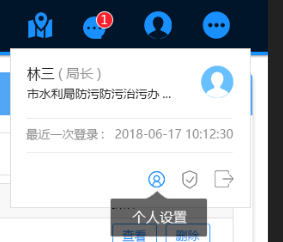 1
林三 ( 局长 )
市水利局防污防污治污办 ...
最近一次登录： 2018-06-17 10:12:30
个人设置
查看 删除